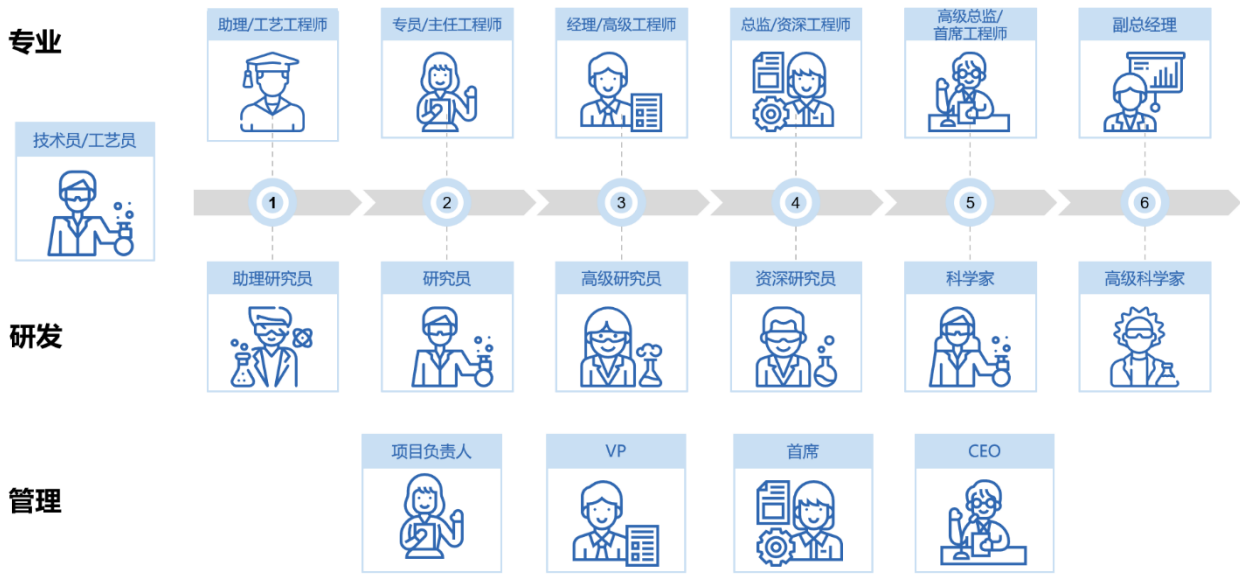 专业
助理/工艺工程师
专员/主任工程师
经理/高级工程师
总监/资深工程师
高级总监/
首席工程师
副总经理
技术员/工艺员
1
2
3
4
5
6
研发
助理研究员
研究员
高级研究员
资深研究员
科学家
高级科学家
管理
项目负责人
VP
首席
CEO